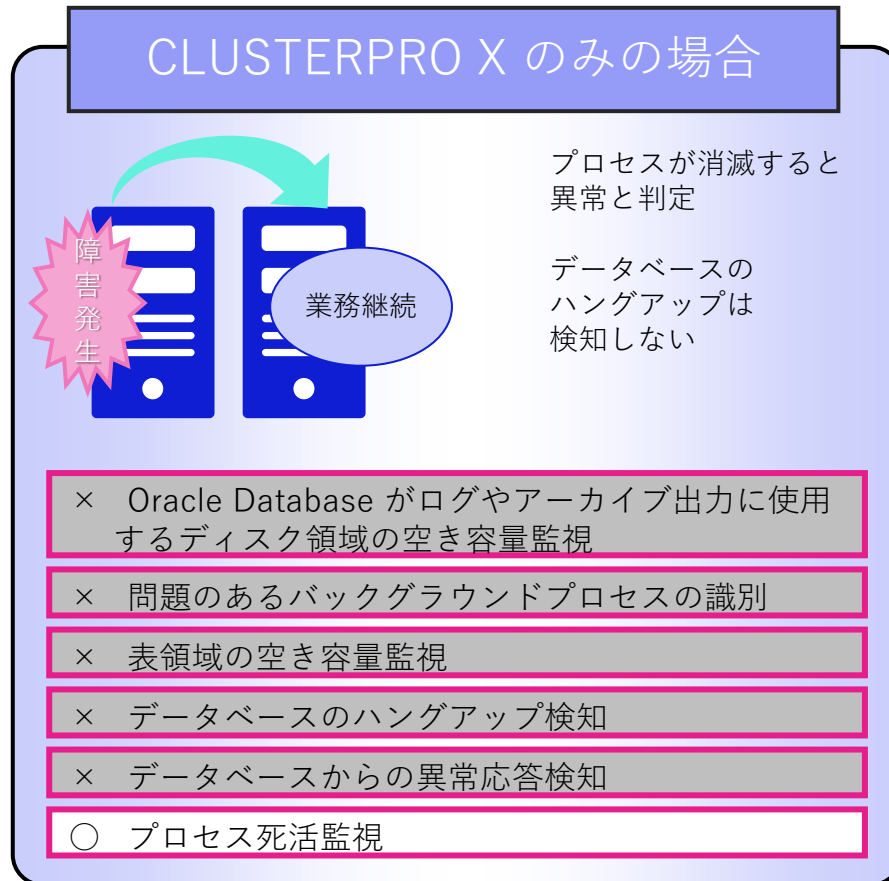 CLUSTERPRO X のみの場合
障害発生
業務継続
プロセスが消滅すると
異常と判定
データベースの
ハングアップは
検知しない
× Oracle Database がログやアーカイブ出力に使用
するディスク領域の空き容量監視
× 問題のあるバックグラウンドプロセスの識別
× 表領域の空き容量監視
× データベースのハングアップ検知
× データベースからの異常応答検知
○ プロセス死活監視